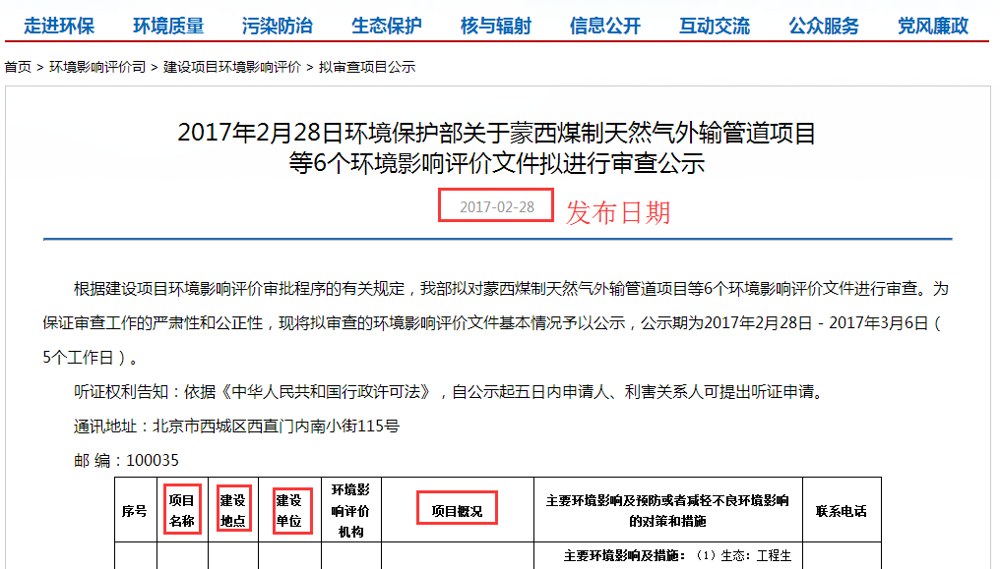 走进环保 环境质量 污染防治 生态保护 核与辐射 信息公开 互动交流 公众服务 党风廉政
首页 > 环境影响评价司 > 建设项目环境影响评价 > 拟审查项目公示
2017年2月28日环境保护部关于蒙西煤制天然气外输管道项目
等6个环境影响评价文件拟进行审查公示
2017-02-28 发布日期
根据建设项目环境影响评价审批程序的有关规定，我部拟对蒙西煤制天然气外输管道项目等6个环境影响评价文件进行审查。为
保证审查工作的严肃性和公正性，现将拟审查的环境影响评价文件基本情况予以公示，公示期为2017年2月28日－2017年3月6日（
5个工作日）。
听证权利告知：依据《中华人民共和国行政许可法》，自公示起五日内申请人、利害关系人可提出听证申请。
通讯地址：北京市西城区西直门内南小街115号
邮 编：100035
序号
项目
名称
建设
地点
建设
单位
环境影
响评价
机构
项目概况
主要环境影响及预防或者减轻不良环境影响
的对策和措施
联系电话
主要环境影响及措施：（1）生态：工程生